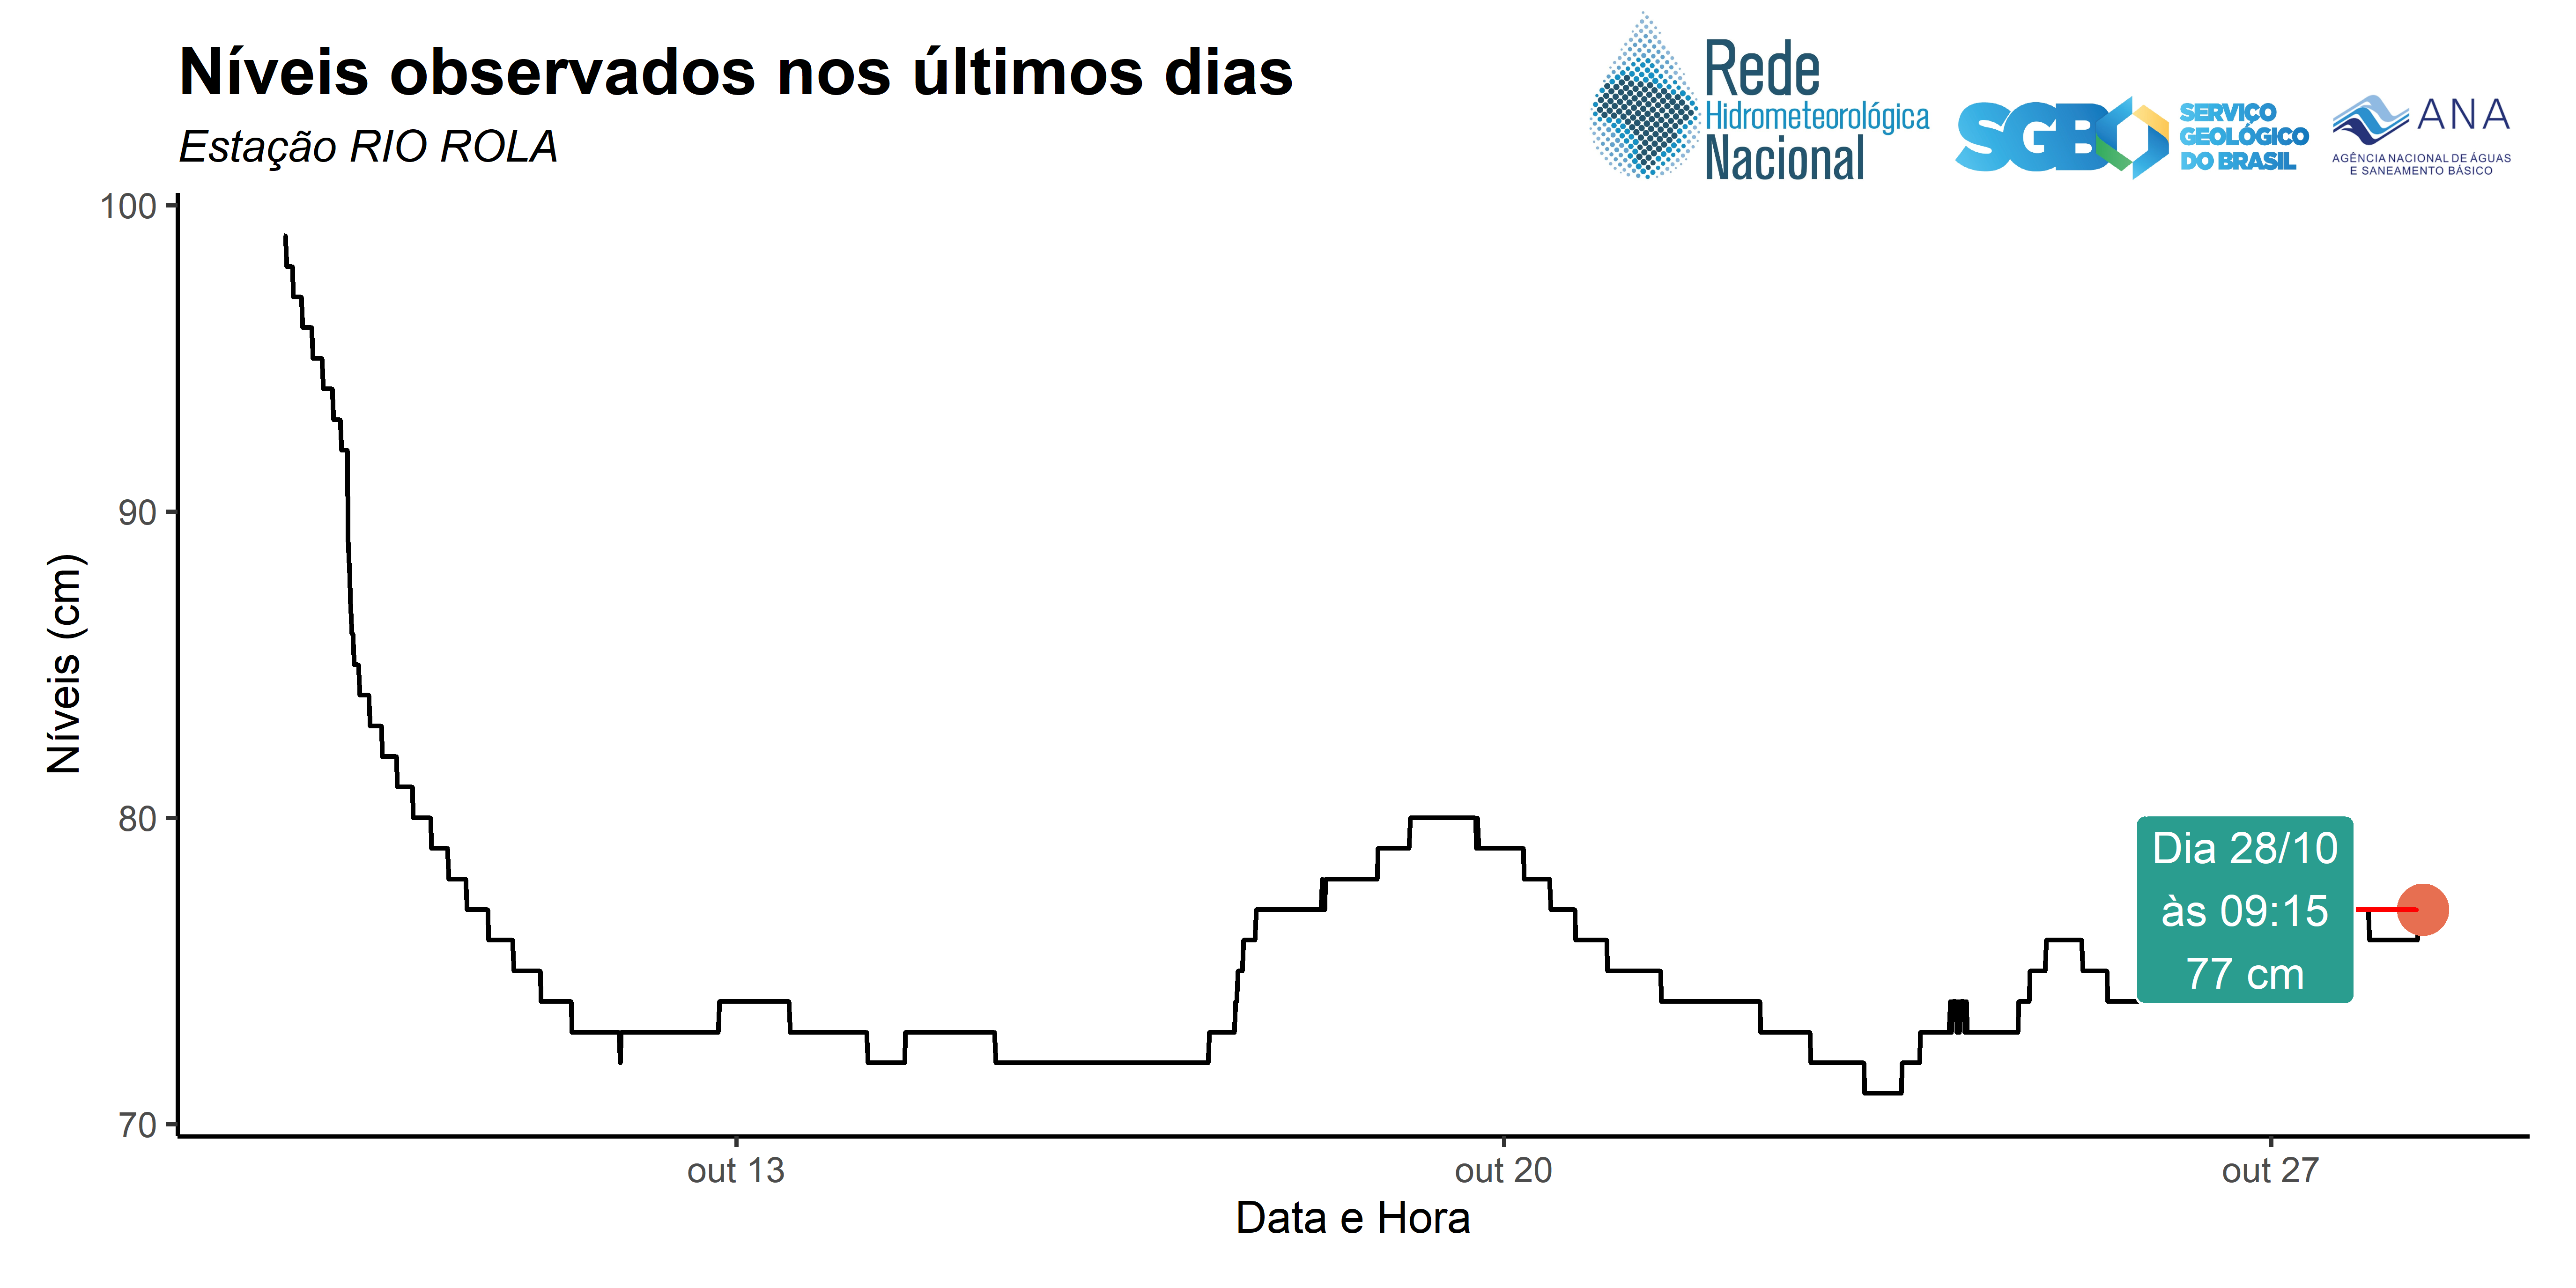 Níveis observados nos últimos dias
Estação RIO ROLA
Rede
Hidrometeorológica
Nacional
SGB
SERVIÇO
GEOLÓGICO
DO BRASIL
ANA
AGÊNCIA NACIONAL DE ÁGUAS
E SANEAMENTO BÁSICO
Níveis (cm)
100
90
80
70
Dia 28/10
às 09:15
77 cm
out 13
out 20
out 27
Data e Hora